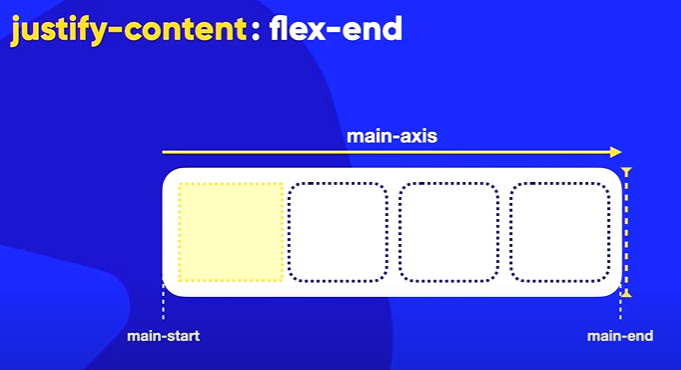 justify-content: flex-end
main-axis
main-start
main-end